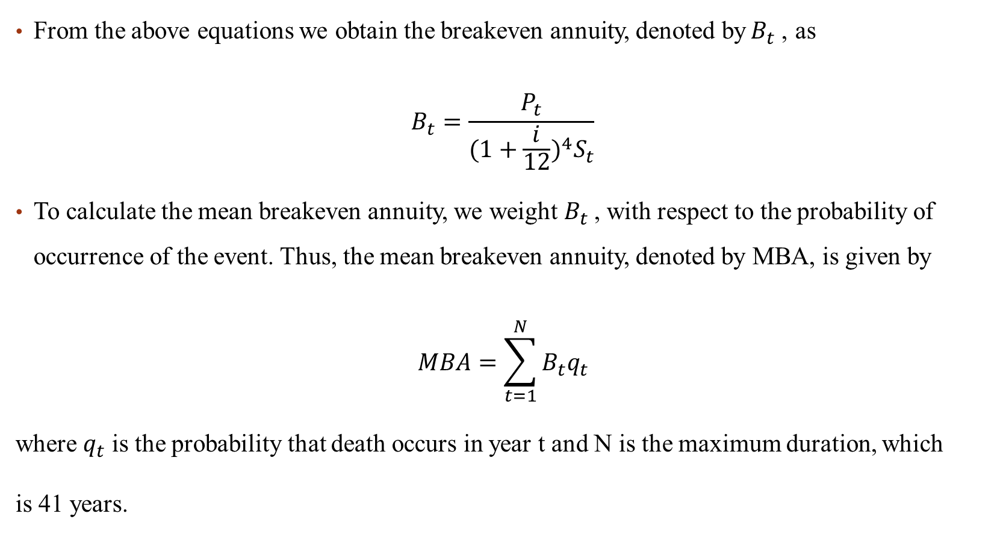 • From the above equations we obtain the breakeven annuity, denoted by B_t , as
B_t = P_t / ((1 + i/12)^4 S_t)
• To calculate the mean breakeven annuity, we weight B_t , with respect to the probability of
occurrence of the event. Thus, the mean breakeven annuity, denoted by MBA, is given by
MBA = ∑_{t=1}^{N} B_t q_t
where q_t is the probability that death occurs in year t and N is the maximum duration, which
is 41 years.